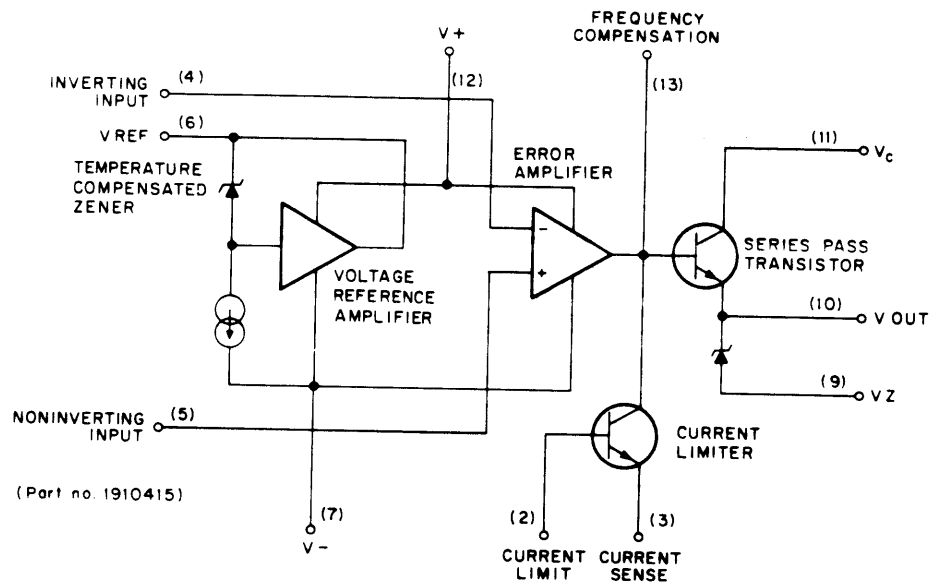 FREQUENCY
COMPENSATION
V+
(4)
(12)
(13)
INVERTING
INPUT
(6)
V REF
(11)
VC
TEMPERATURE
COMPENSATED
ZENER
ERROR
AMPLIFIER
-
+
SERIES PASS
TRANSISTOR
VOLTAGE
REFERENCE
AMPLIFIER
(10)
V OUT
(9)
VZ
(5)
NONINVERTING
INPUT
CURRENT
LIMITER
(Part no. 1910415)
(7)
V-
(2)
(3)
CURRENT
LIMIT
CURRENT
SENSE